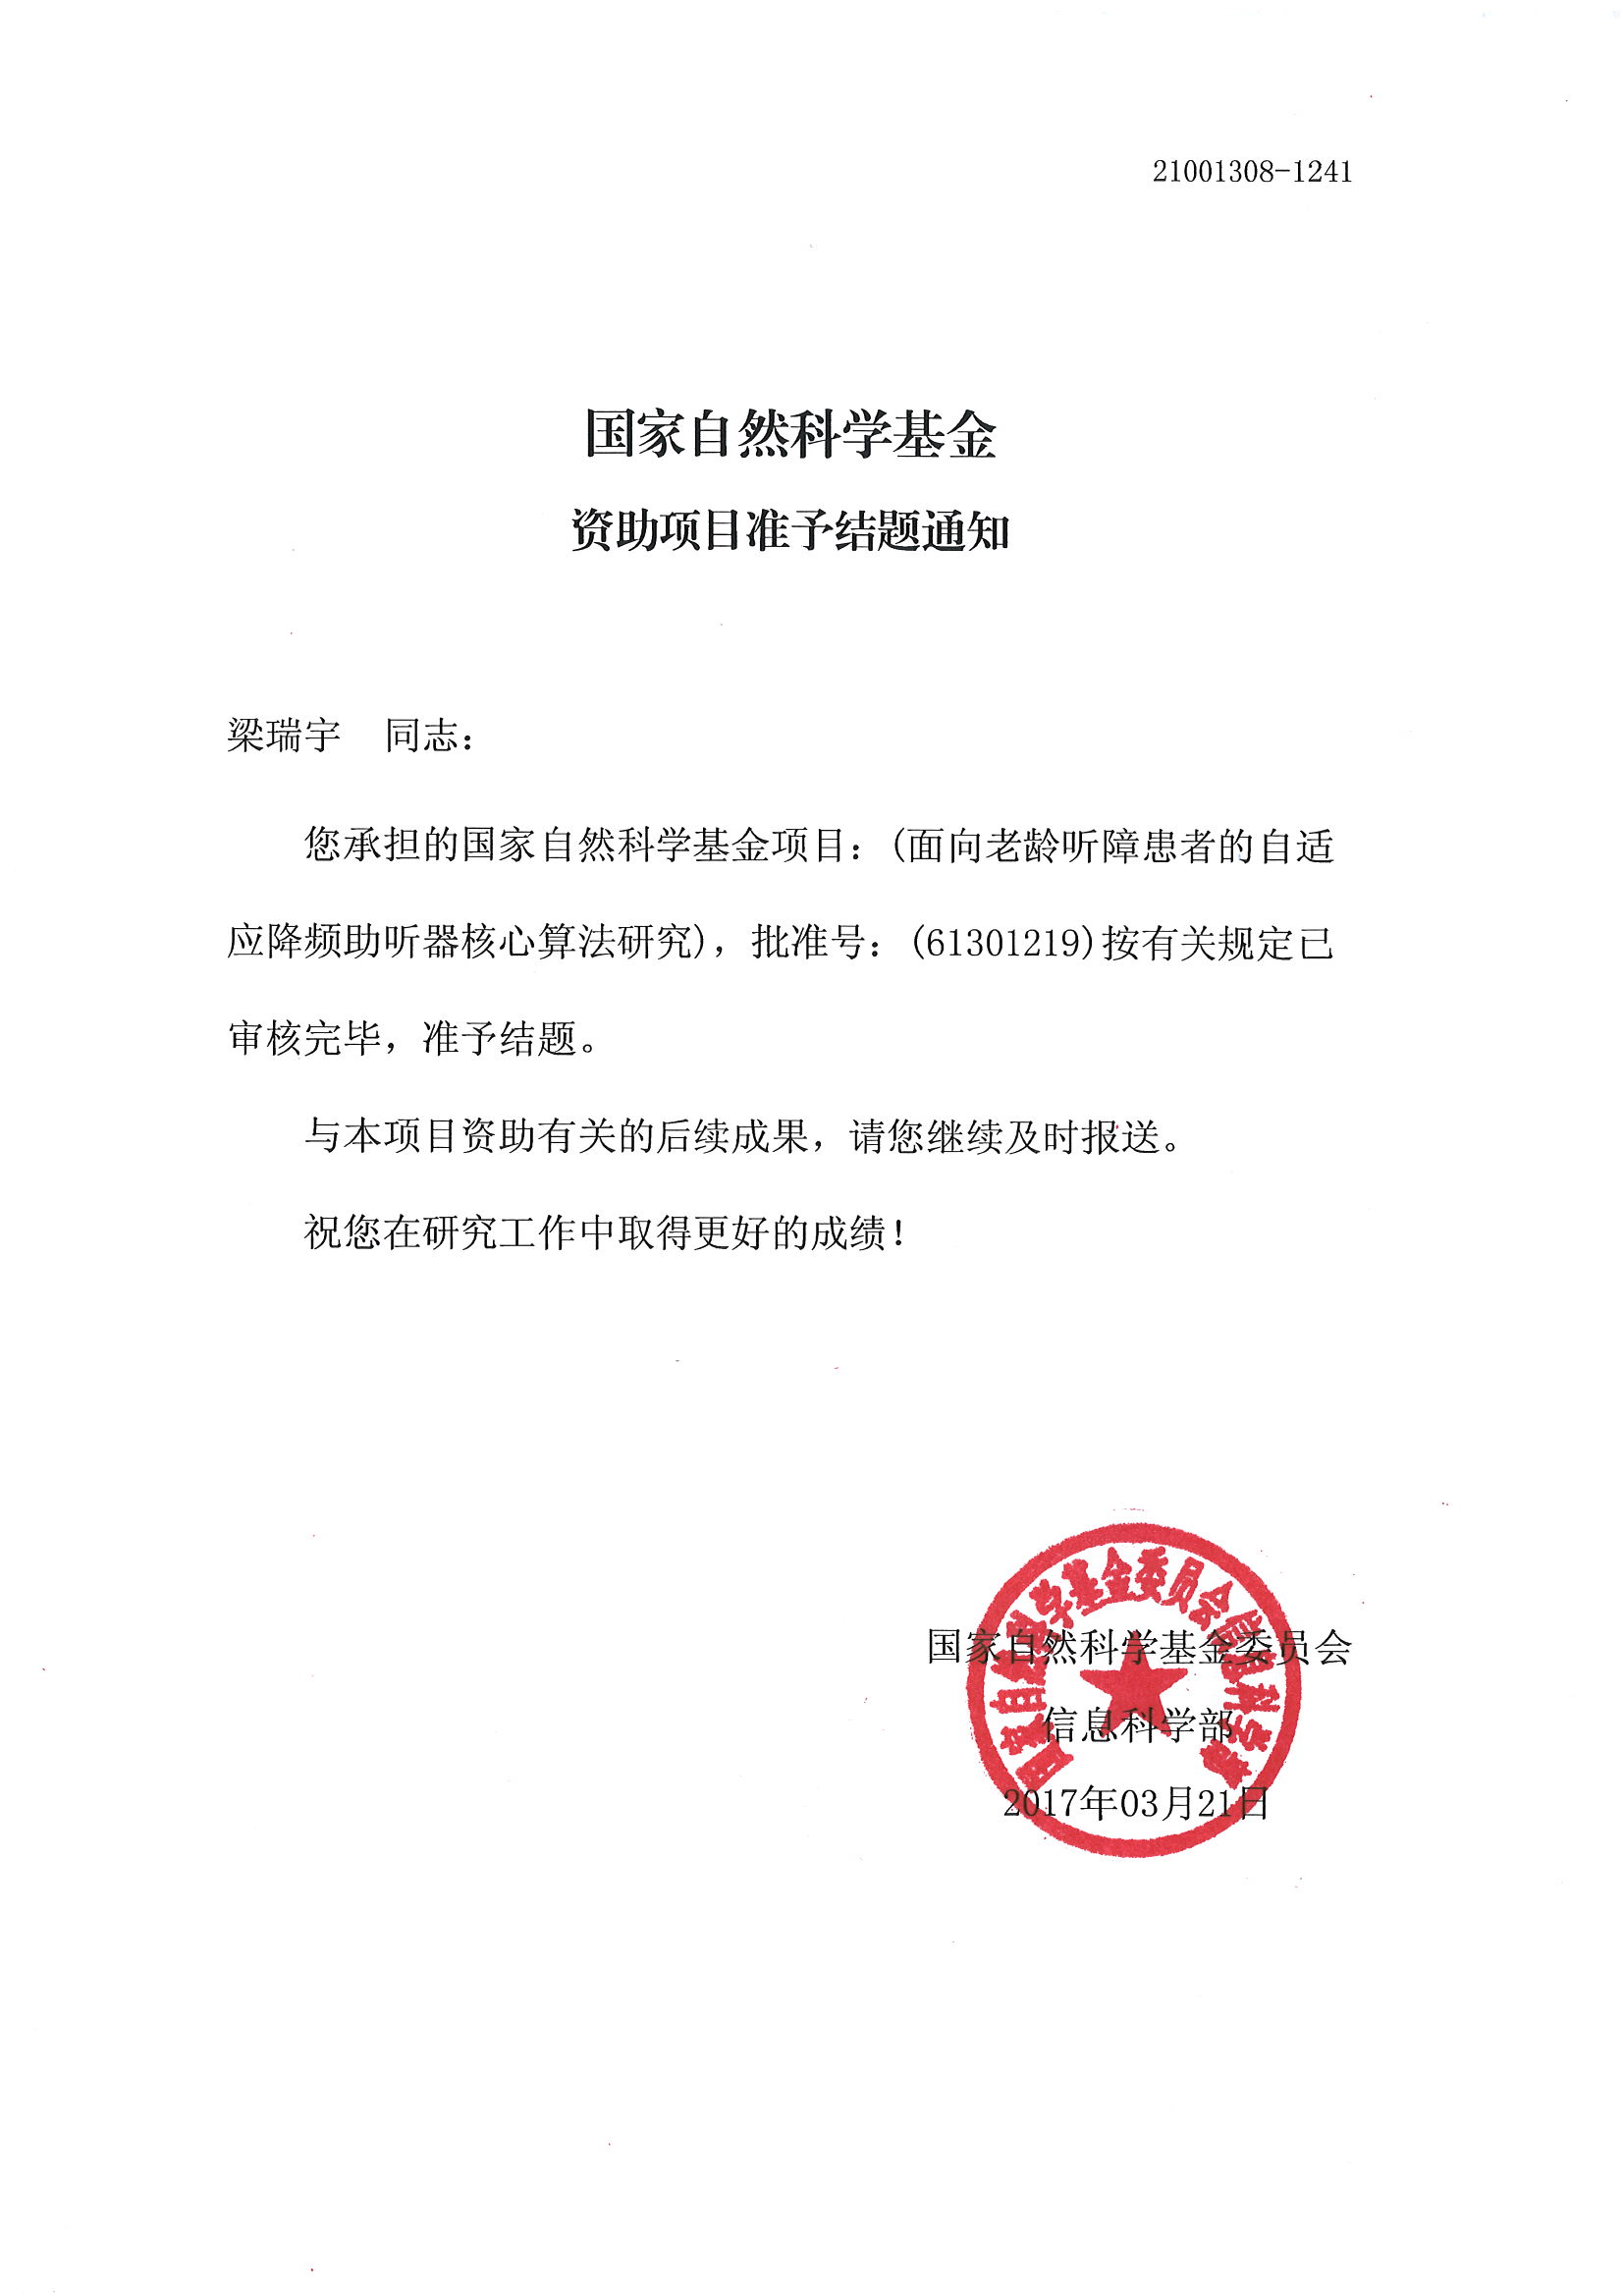 21001308-1241
国家自然科学基金
资助项目准予结题通知
梁瑞宇 同志：
您承担的国家自然科学基金项目：(面向老龄听障患者的自适
应降频助听器核心算法研究)，批准号：(61301219)按有关规定已
审核完毕，准予结题。
与本项目资助有关的后续成果，请您继续及时报送。
祝您在研究工作中取得更好的成绩！
国家自然科学基金委员会信息科学部
国家自然科学基金委员会
信息科学部
2017年03月21日